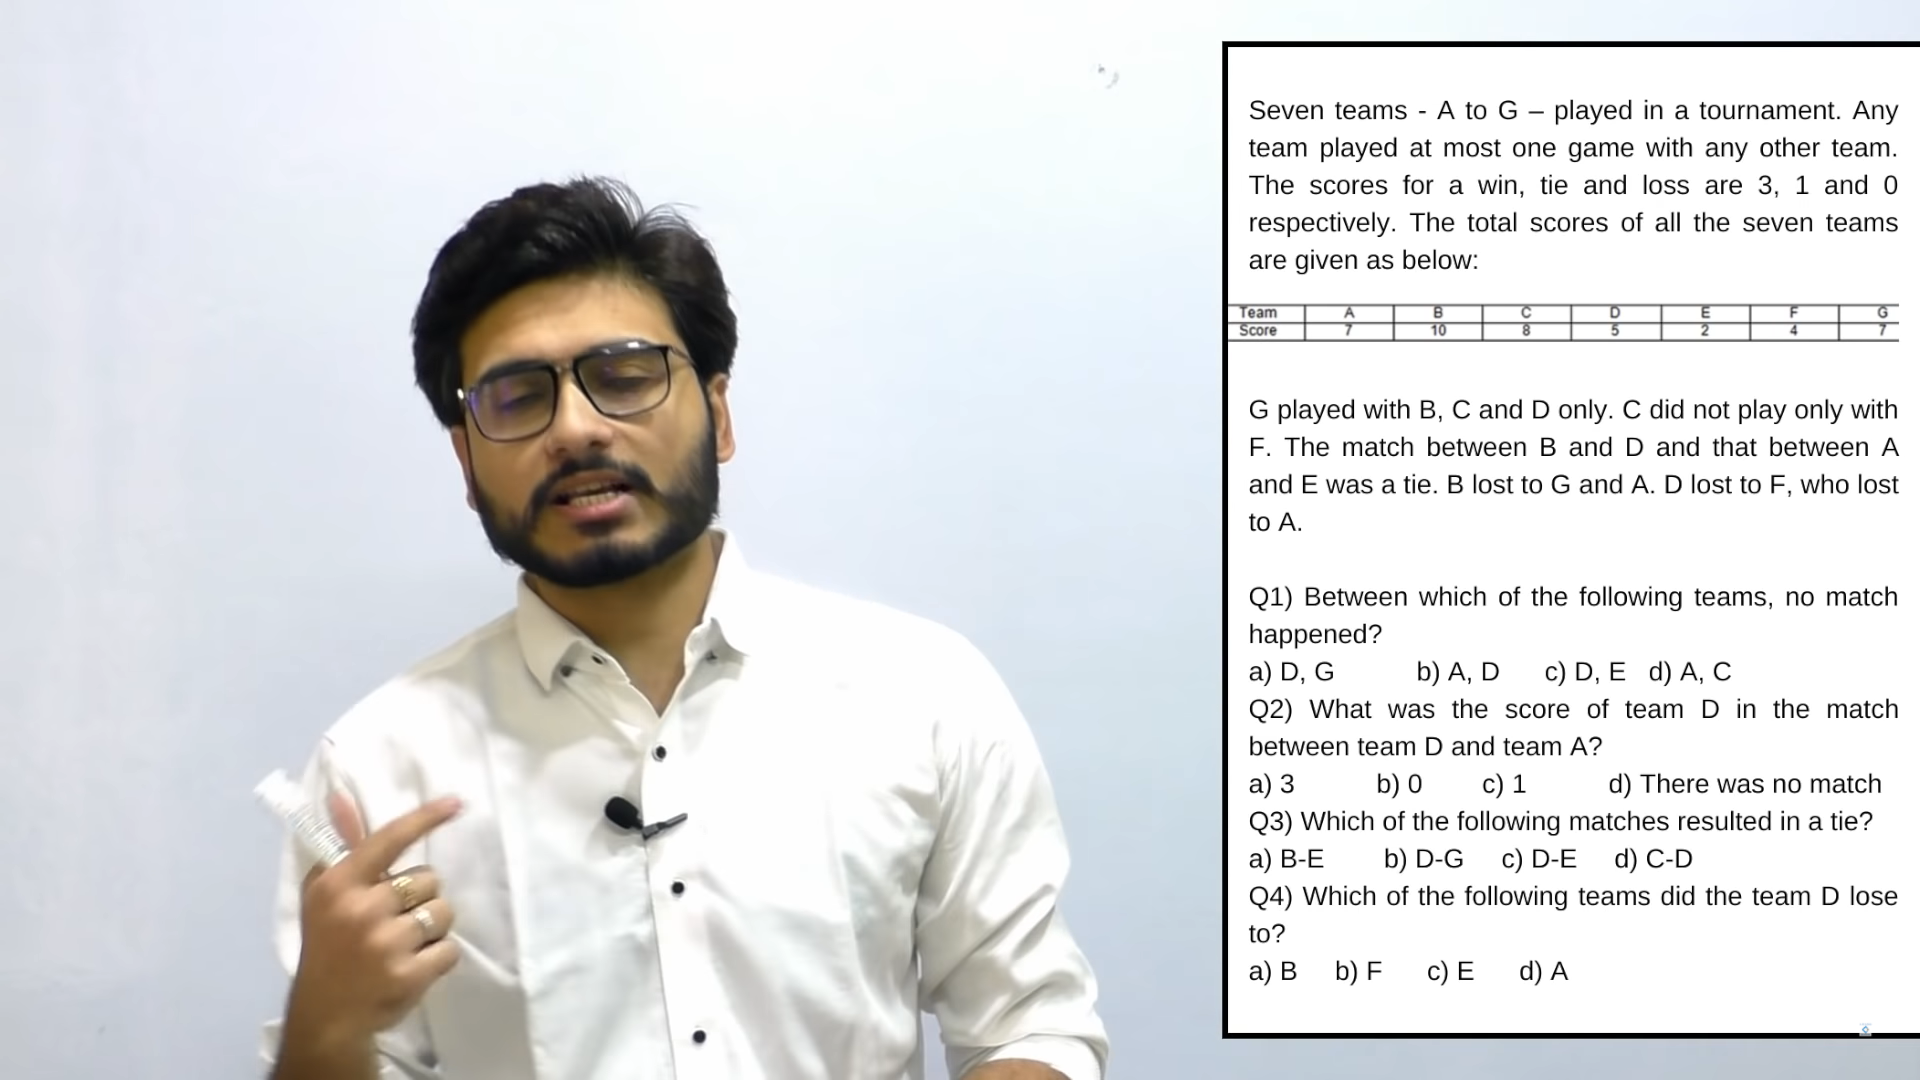 Seven teams - A to G – played in a tournament. Any
team played at most one game with any other team.
The scores for a win, tie and loss are 3, 1 and 0
respectively. The total scores of all the seven teams
are given as below:
Team A B C D E F G
Score 7 10 8 5 2 4 7
G played with B, C and D only. C did not play only with
F. The match between B and D and that between A
and E was a tie. B lost to G and A. D lost to F, who lost
to A.
Q1) Between which of the following teams, no match
happened?
a) D, G b) A, D c) D, E d) A, C
Q2) What was the score of team D in the match
between team D and team A?
a) 3 b) 0 c) 1 d) There was no match
Q3) Which of the following matches resulted in a tie?
a) B-E b) D-G c) D-E d) C-D
Q4) Which of the following teams did the team D lose
to?
a) B b) F c) E d) A